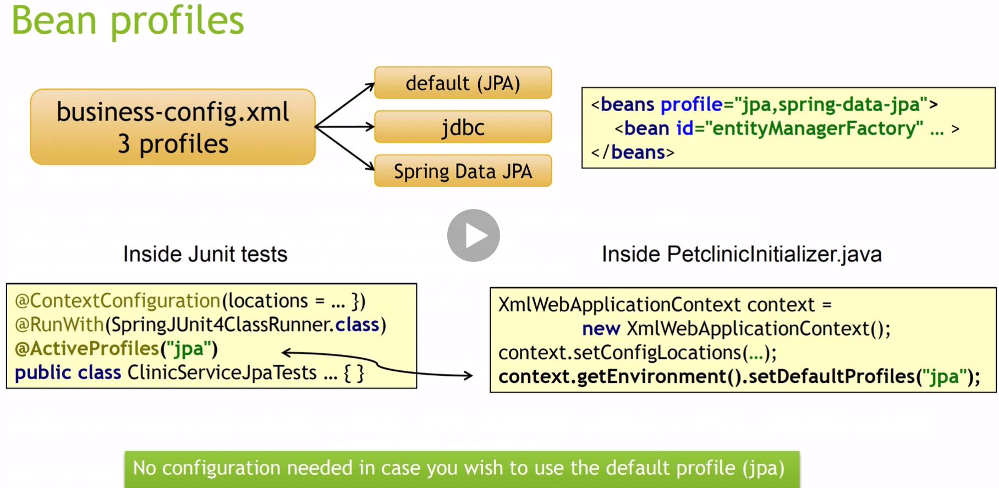 Bean profiles
business-config.xml
3 profiles
default (JPA)
jdbc
Spring Data JPA
<beans profile="jpa,spring-data-jpa">
<bean id="entityManagerFactory" … >
</beans>
Inside Junit tests
@ContextConfiguration(locations = … })
@RunWith(SpringJUnit4ClassRunner.class)
@ActiveProfiles("jpa")
public class ClinicServiceJpaTests … { }
Inside PetclinicInitializer.java
XmlWebApplicationContext context =
new XmlWebApplicationContext();
context.setConfigLocations(…);
context.getEnvironment().setDefaultProfiles("jpa");
No configuration needed in case you wish to use the default profile (jpa)